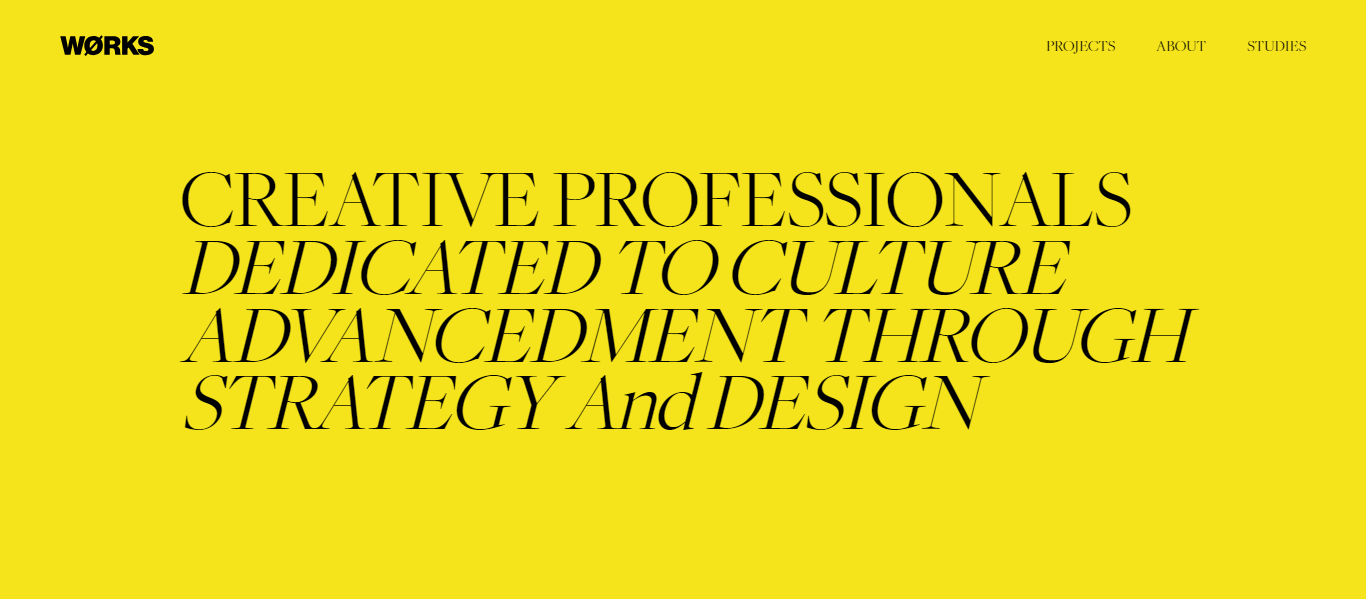 WØRKS
PROJECTS ABOUT STUDIES
CREATIVE PROFESSIONALS
DEDICATED TO CULTURE
ADVANCEDMENT THROUGH
STRATEGY And DESIGN